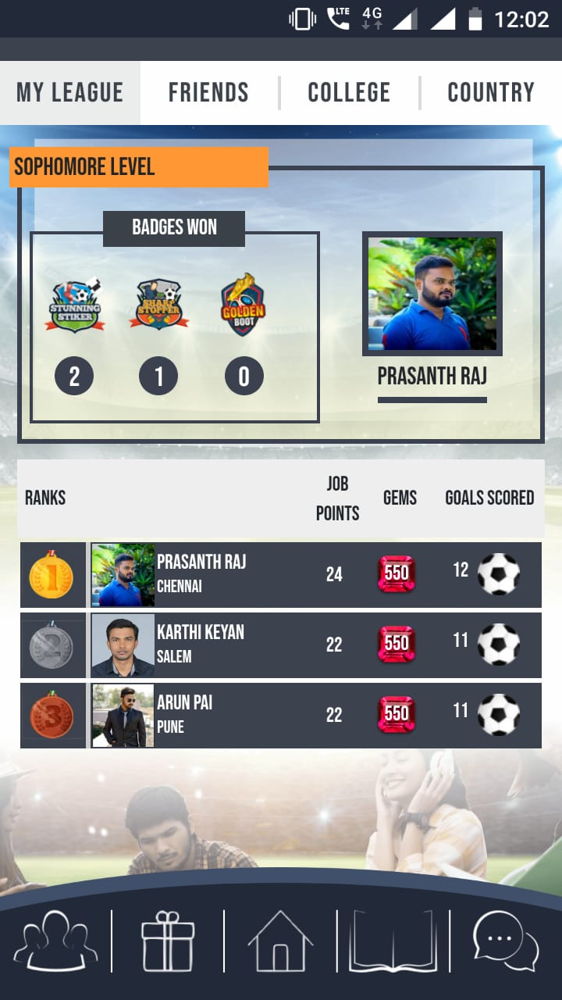 LTE
4G
12:02
MY LEAGUE
FRIENDS
COLLEGE
COUNTRY
SOPHOMORE LEVEL
BADGES WON
STUNNING
STIKER
SHARP
STOPPER
GOLDEN
BOOT
2
1
0
PRASANTH RAJ
RANKS
JOB
POINTS
GEMS
GOALS SCORED
1
PRASANTH RAJ
CHENNAI
24
550
12
2
KARTHI KEYAN
SALEM
22
550
11
3
ARUN PAI
PUNE
22
550
11